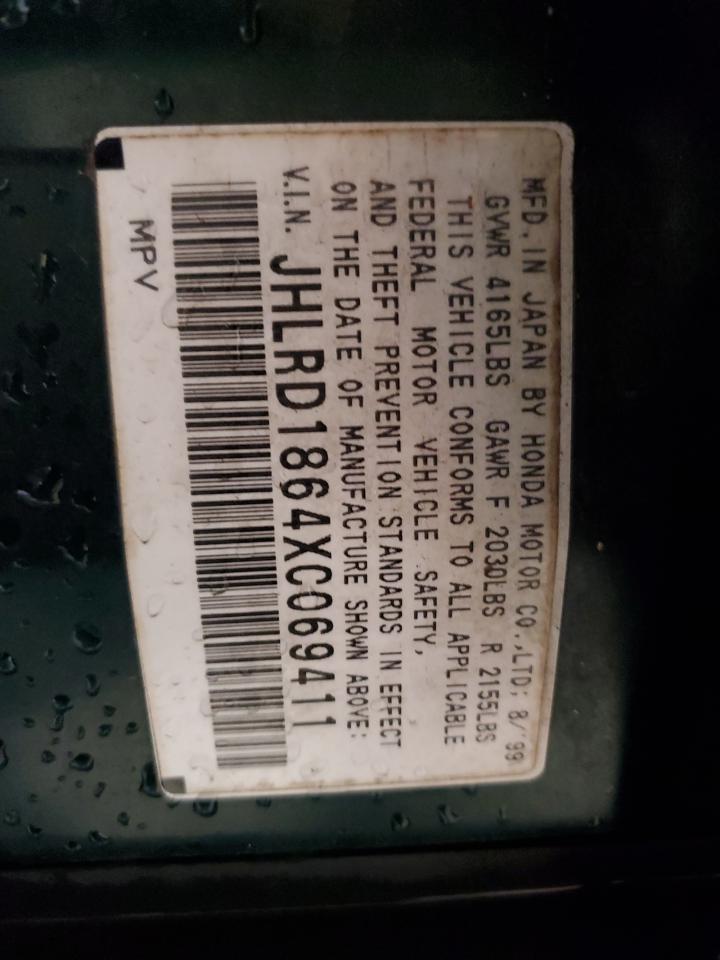 MFD. IN JAPAN BY HONDA MOTOR CO.,LTD; 8/'99
GVWR 4165LBS GAWR F 2030LBS R 2155LBS
THIS VEHICLE CONFORMS TO ALL APPLICABLE
FEDERAL MOTOR VEHICLE SAFETY,
AND THEFT PREVENTION STANDARDS IN EFFECT
ON THE DATE OF MANUFACTURE SHOWN ABOVE:
V.I.N. JHLRD1864XC069411
MPV